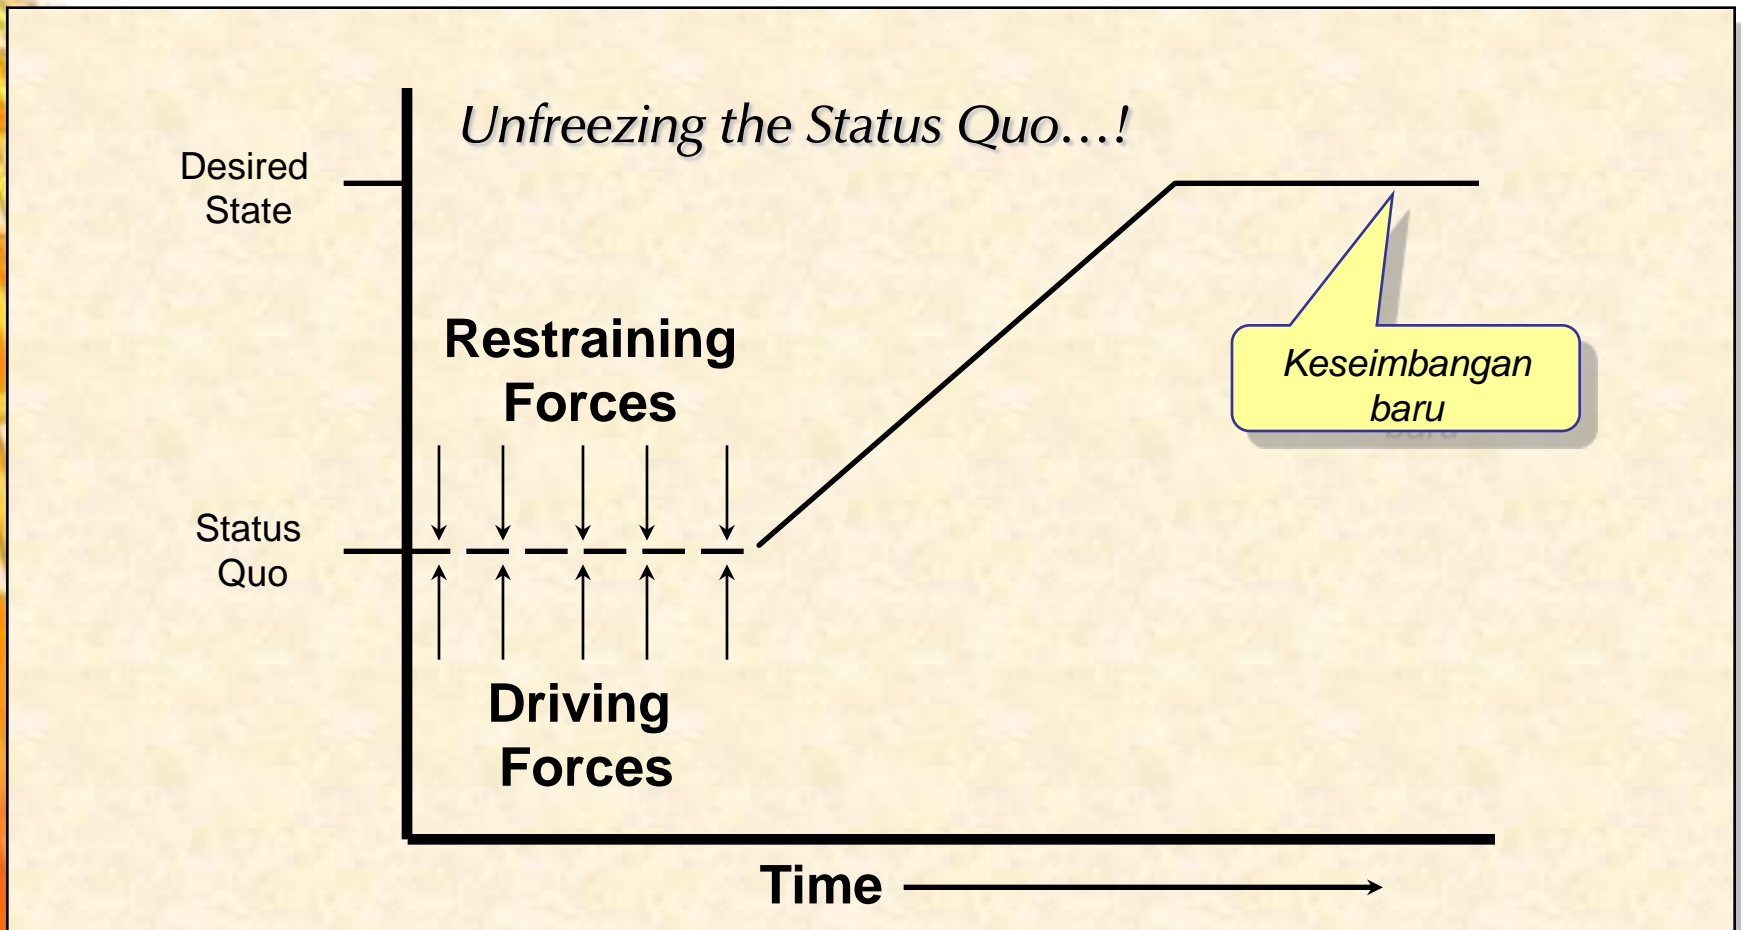 Unfreezing the Status Quo…!
Desired
State
Restraining
Forces
Keseimbangan
baru
Status
Quo
Driving
Forces
Time